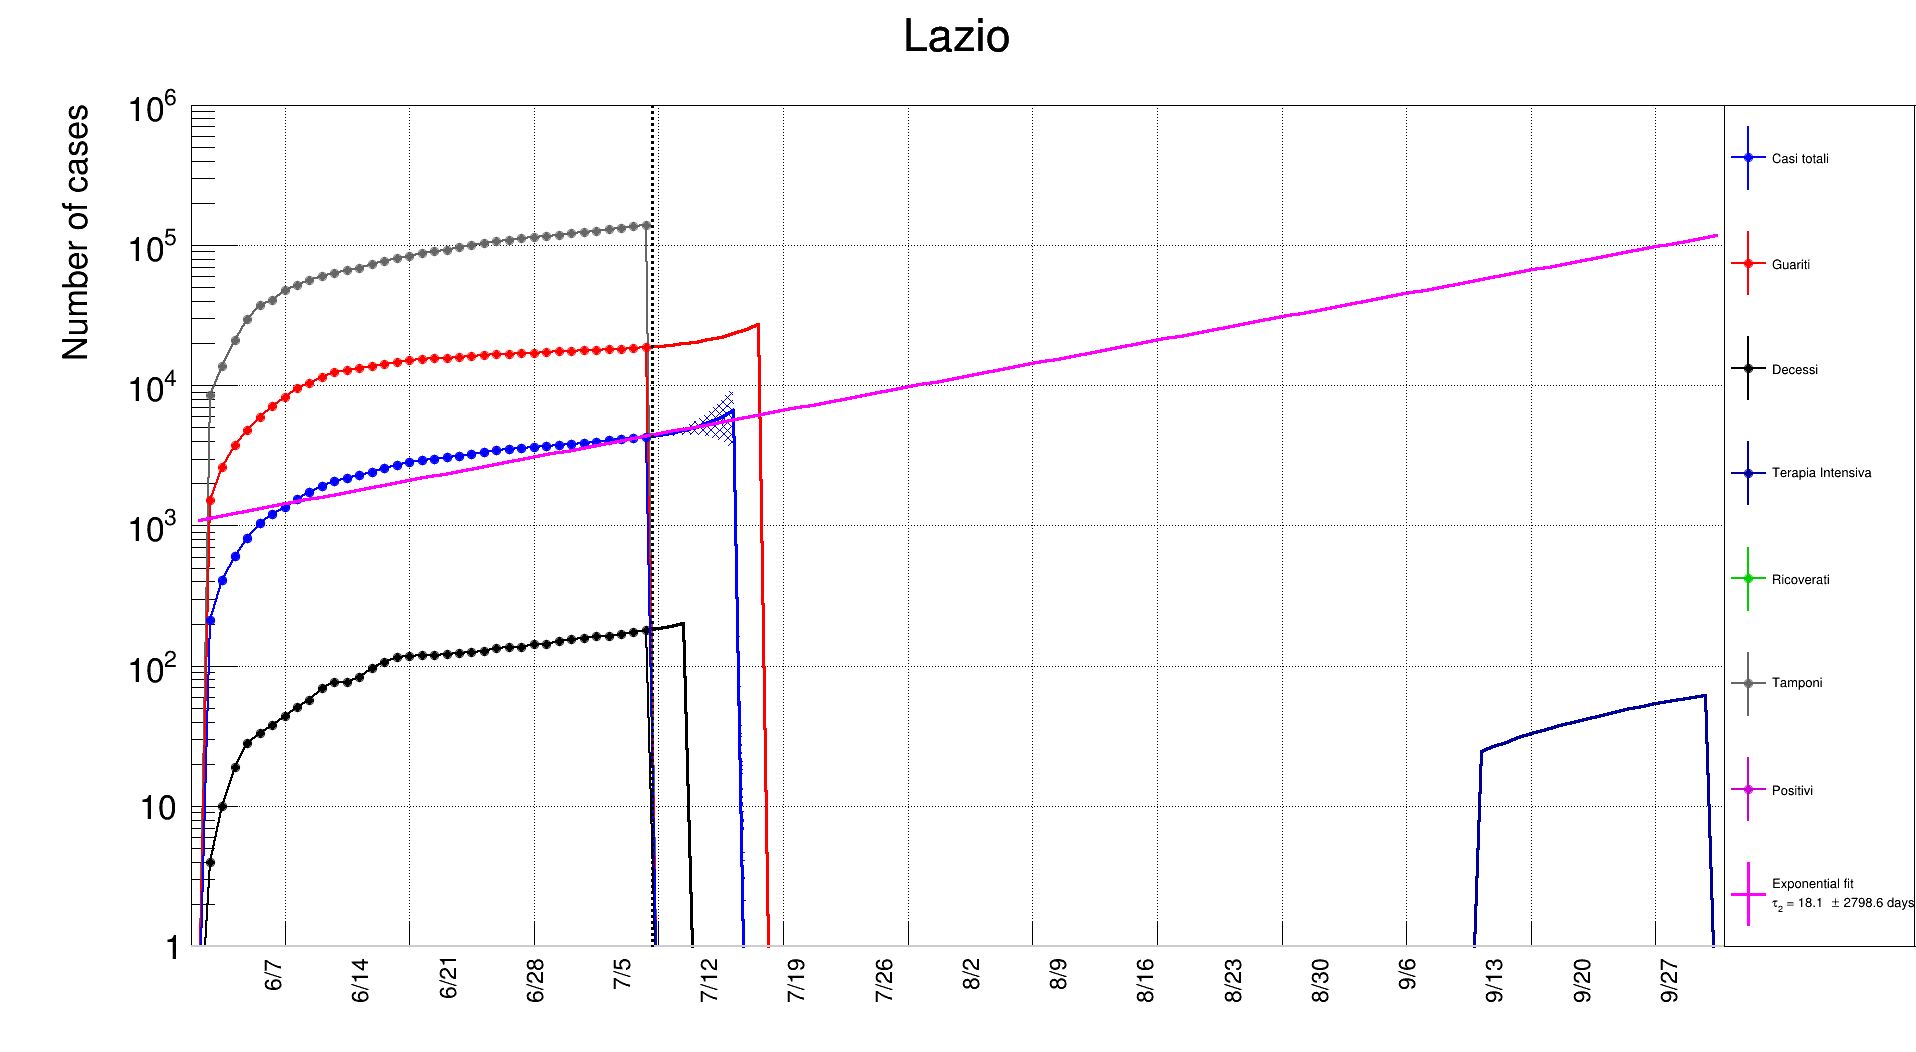 Lazio
Number of cases
10^6
10^5
10^4
10^3
10^2
10
1
6/7
6/14
6/21
6/28
7/5
7/12
7/19
7/26
8/2
8/9
8/16
8/23
8/30
9/6
9/13
9/20
9/27
Casi totali
Guariti
Decessi
Terapia Intensiva
Ricoverati
Tamponi
Positivi
Exponential fit
τ_2 = 18.1 ± 2798.6 days